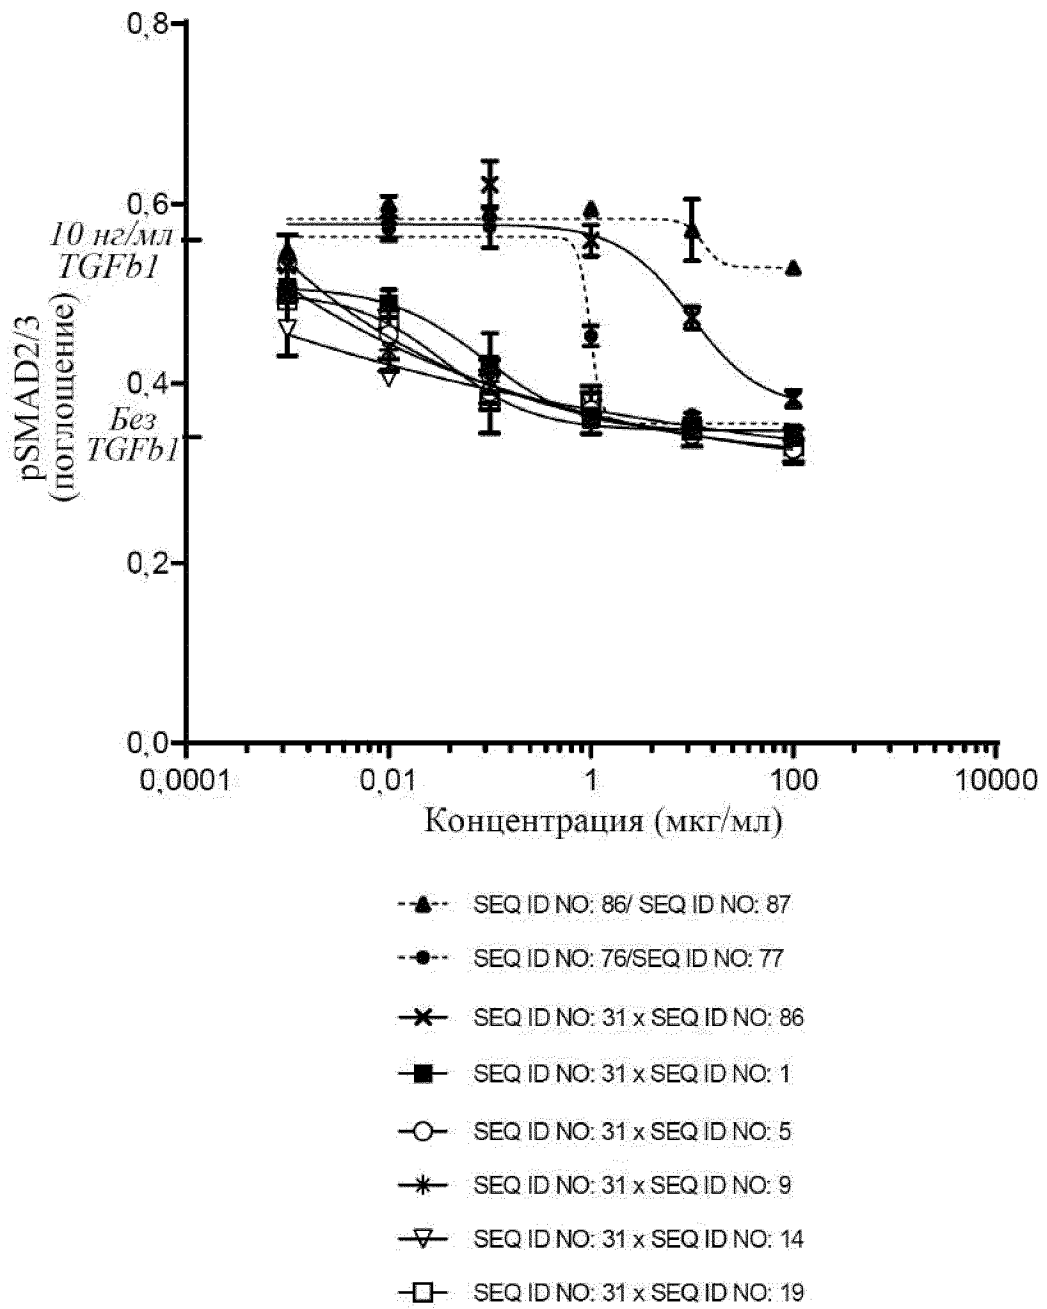 0,8
0,6
10 нг/мл
TGFb1
pSMAD2/3
(поглощение)
0,4
Без
TGFb1
0,2
0,0
0,0001 0,01 1 100 10000
Концентрация (мкг/мл)
SEQ ID NO: 86/ SEQ ID NO: 87
SEQ ID NO: 76/SEQ ID NO: 77
SEQ ID NO: 31 x SEQ ID NO: 86
SEQ ID NO: 31 x SEQ ID NO: 1
SEQ ID NO: 31 x SEQ ID NO: 5
SEQ ID NO: 31 x SEQ ID NO: 9
SEQ ID NO: 31 x SEQ ID NO: 14
SEQ ID NO: 31 x SEQ ID NO: 19